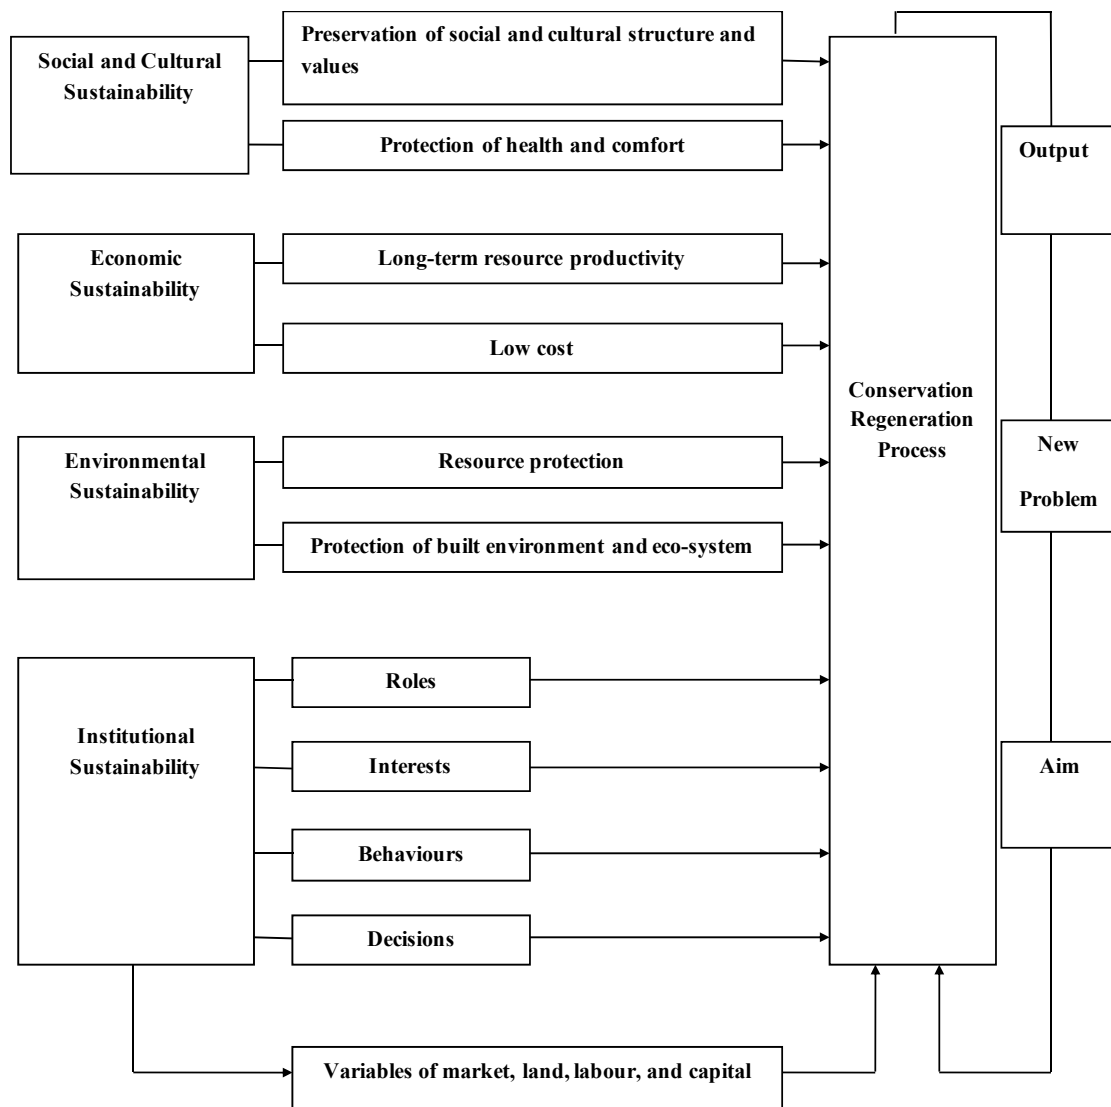 Social and Cultural
Sustainability
Preservation of social and cultural structure and
values
Protection of health and comfort
Economic
Sustainability
Long-term resource productivity
Low cost
Environmental
Sustainability
Resource protection
Protection of built environment and eco-system
Institutional
Sustainability
Roles
Interests
Behaviours
Decisions
Variables of market, land, labour, and capital
Conservation
Regeneration
Process
Output
New
Problem
Aim